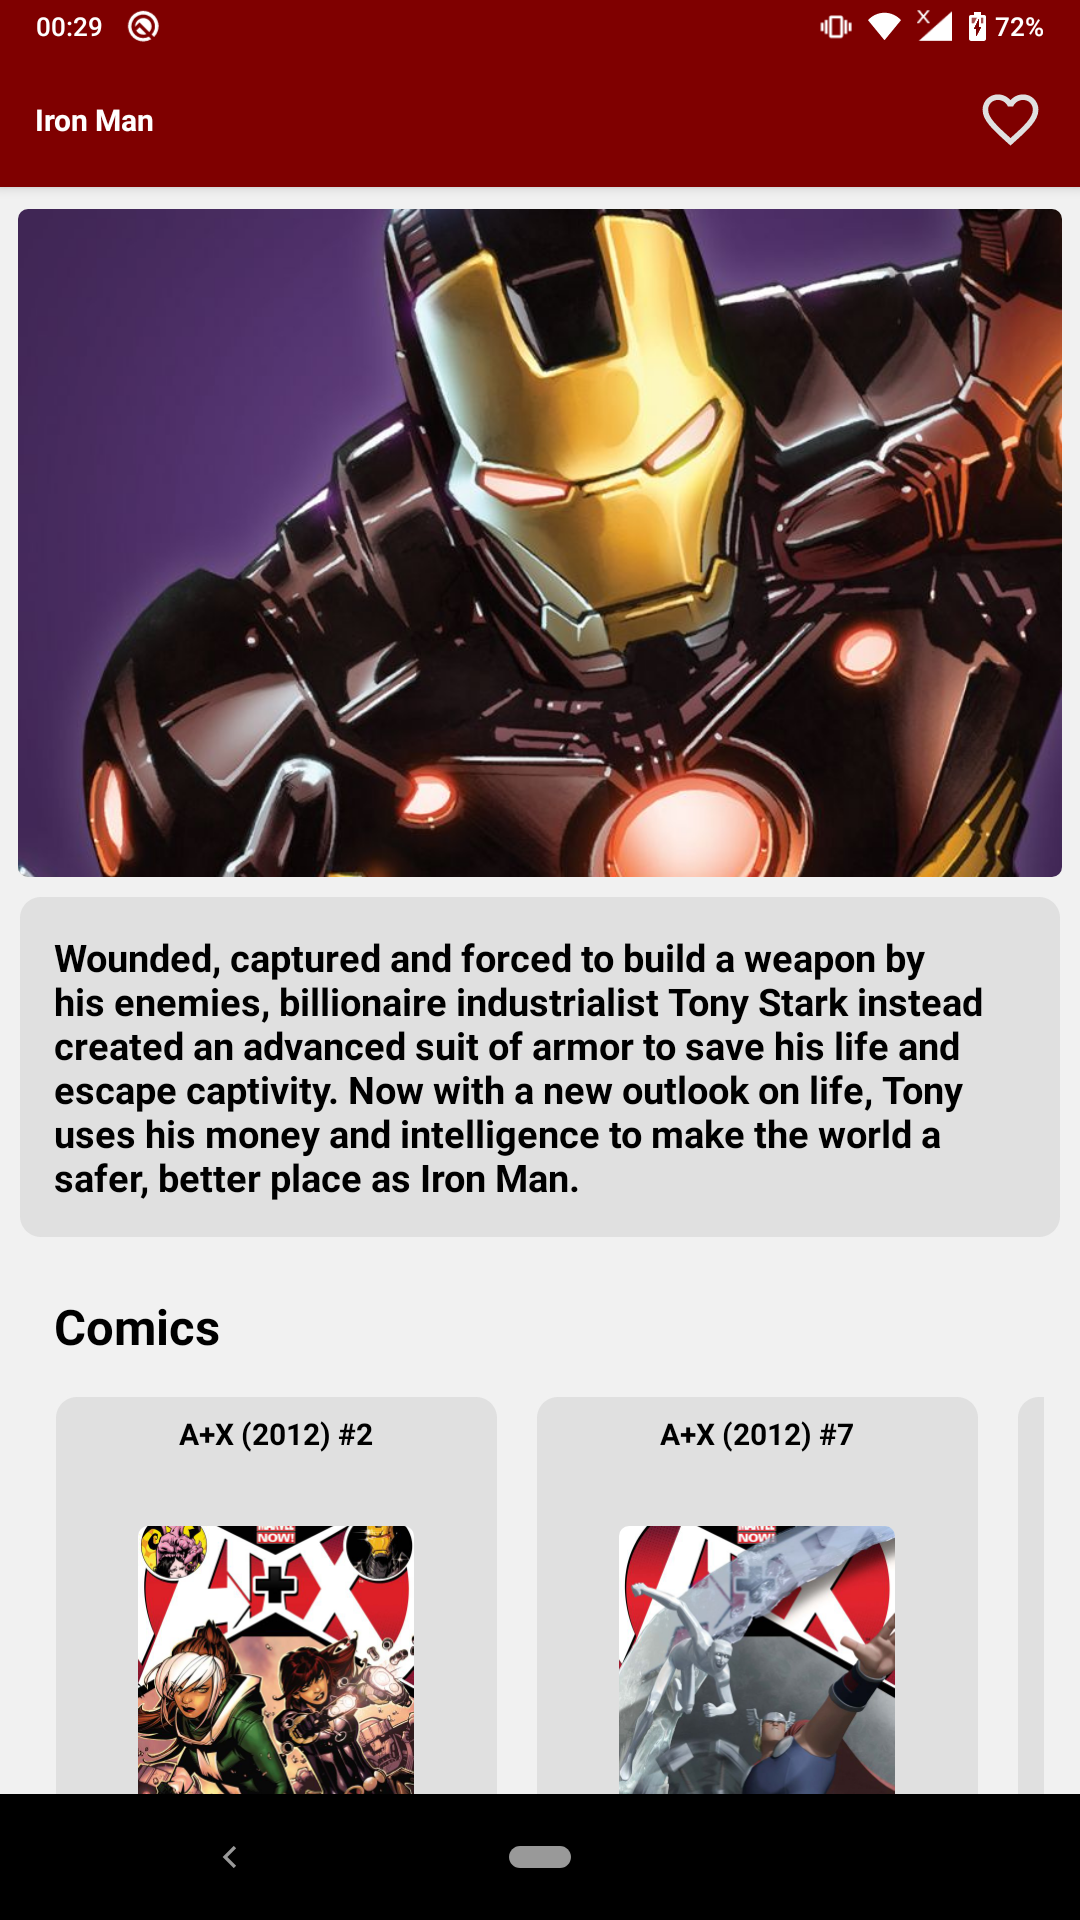 00:29
72%
Iron Man
Wounded, captured and forced to build a weapon by
his enemies, billionaire industrialist Tony Stark instead
created an advanced suit of armor to save his life and
escape captivity. Now with a new outlook on life, Tony
uses his money and intelligence to make the world a
safer, better place as Iron Man.
Comics
A+X (2012) #2
A+X (2012) #7
MARVEL
NOW!
A+X
MARVEL
NOW!
A+X